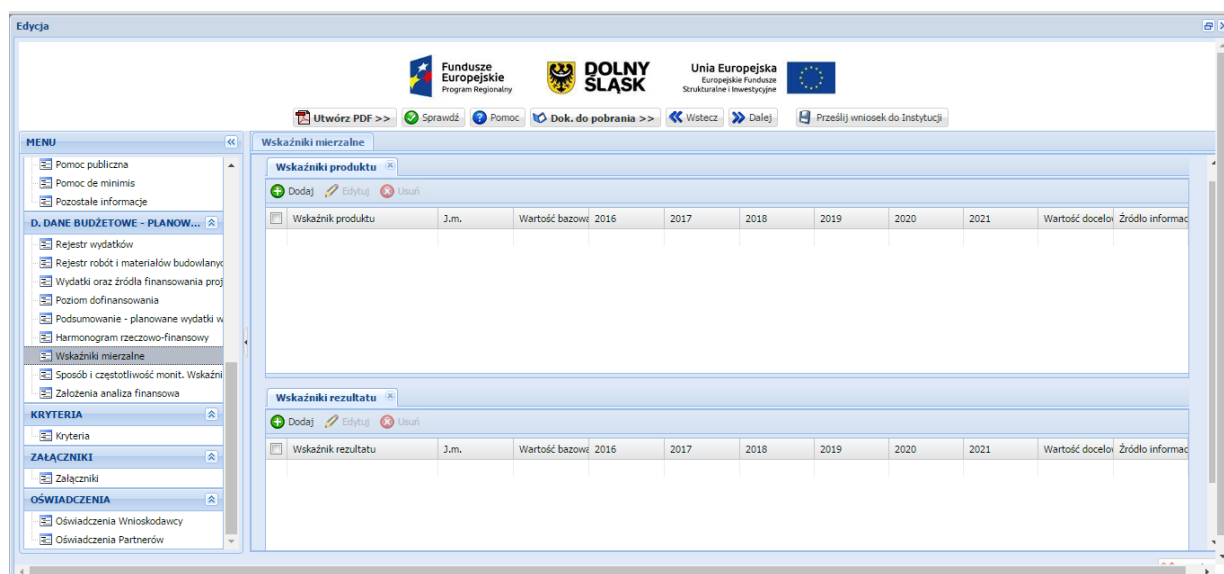 Edycja
Fundusze
Europejskie
Program Regionalny
DOLNY
ŚLĄSK
Unia Europejska
Europejskie Fundusze
Strukturalne i Inwestycyjne
Utwórz PDF >> Sprawdź Pomoc Dok. do pobrania >> Wstecz Dalej Prześlij wniosek do Instytucji
MENU
Pomoc publiczna
Pomoc de minimis
Pozostałe informacje
D. DANE BUDŻETOWE - PLANOW...
Rejestr wydatków
Rejestr robót i materiałów budowlanyc
Wydatki oraz źródła finansowania proj
Poziom dofinansowania
Podsumowanie - planowane wydatki w
Harmonogram rzeczowo-finansowy
Wskaźniki mierzalne
Sposób i częstotliwość monit. Wskaźni
Założenia analiza finansowa
KRYTERIA
Kryteria
ZAŁĄCZNIKI
Załączniki
OŚWIADCZENIA
Oświadczenia Wnioskodawcy
Oświadczenia Partnerów
Wskaźniki mierzalne
Wskaźniki produktu
Dodaj Edytuj Usuń
Wskaźnik produktu J.m. Wartość bazowa 2016 2017 2018 2019 2020 2021 Wartość docelov Źródło informac
Wskaźniki rezultatu
Dodaj Edytuj Usuń
Wskaźnik rezultatu J.m. Wartość bazowa 2016 2017 2018 2019 2020 2021 Wartość docelov Źródło informac